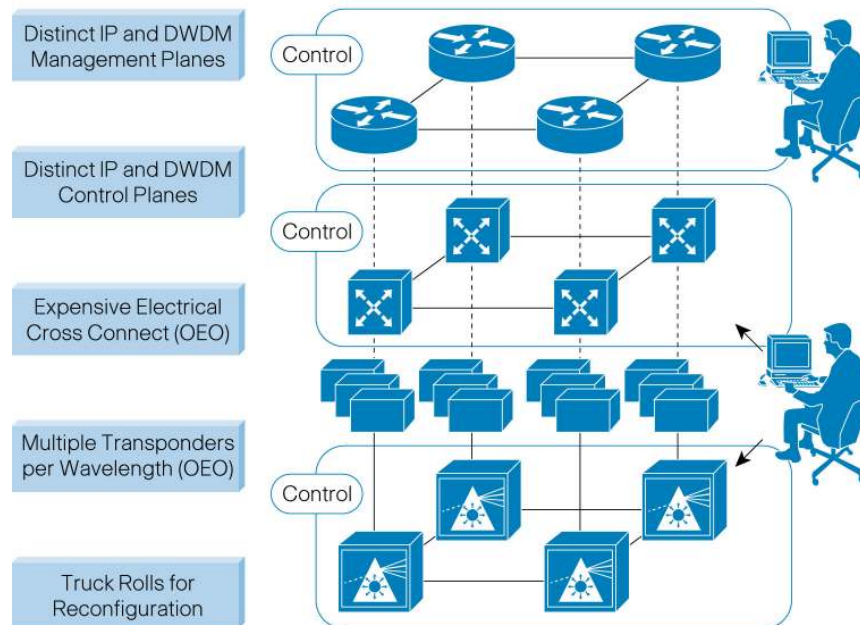 Distinct IP and DWDM
Management Planes
Distinct IP and DWDM
Control Planes
Expensive Electrical
Cross Connect (OEO)
Multiple Transponders
per Wavelength (OEO)
Truck Rolls for
Reconfiguration
Control
Control
Control